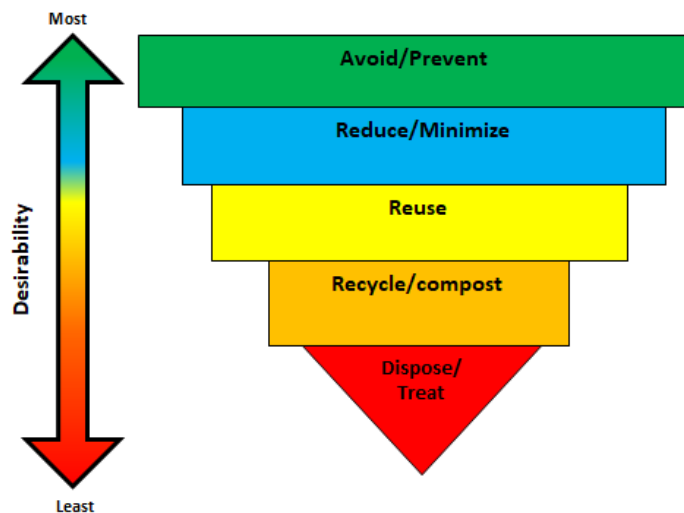 Most
Avoid/Prevent
Reduce/Minimize
Reuse
Desirability
Recycle/compost
Dispose/
Treat
Least